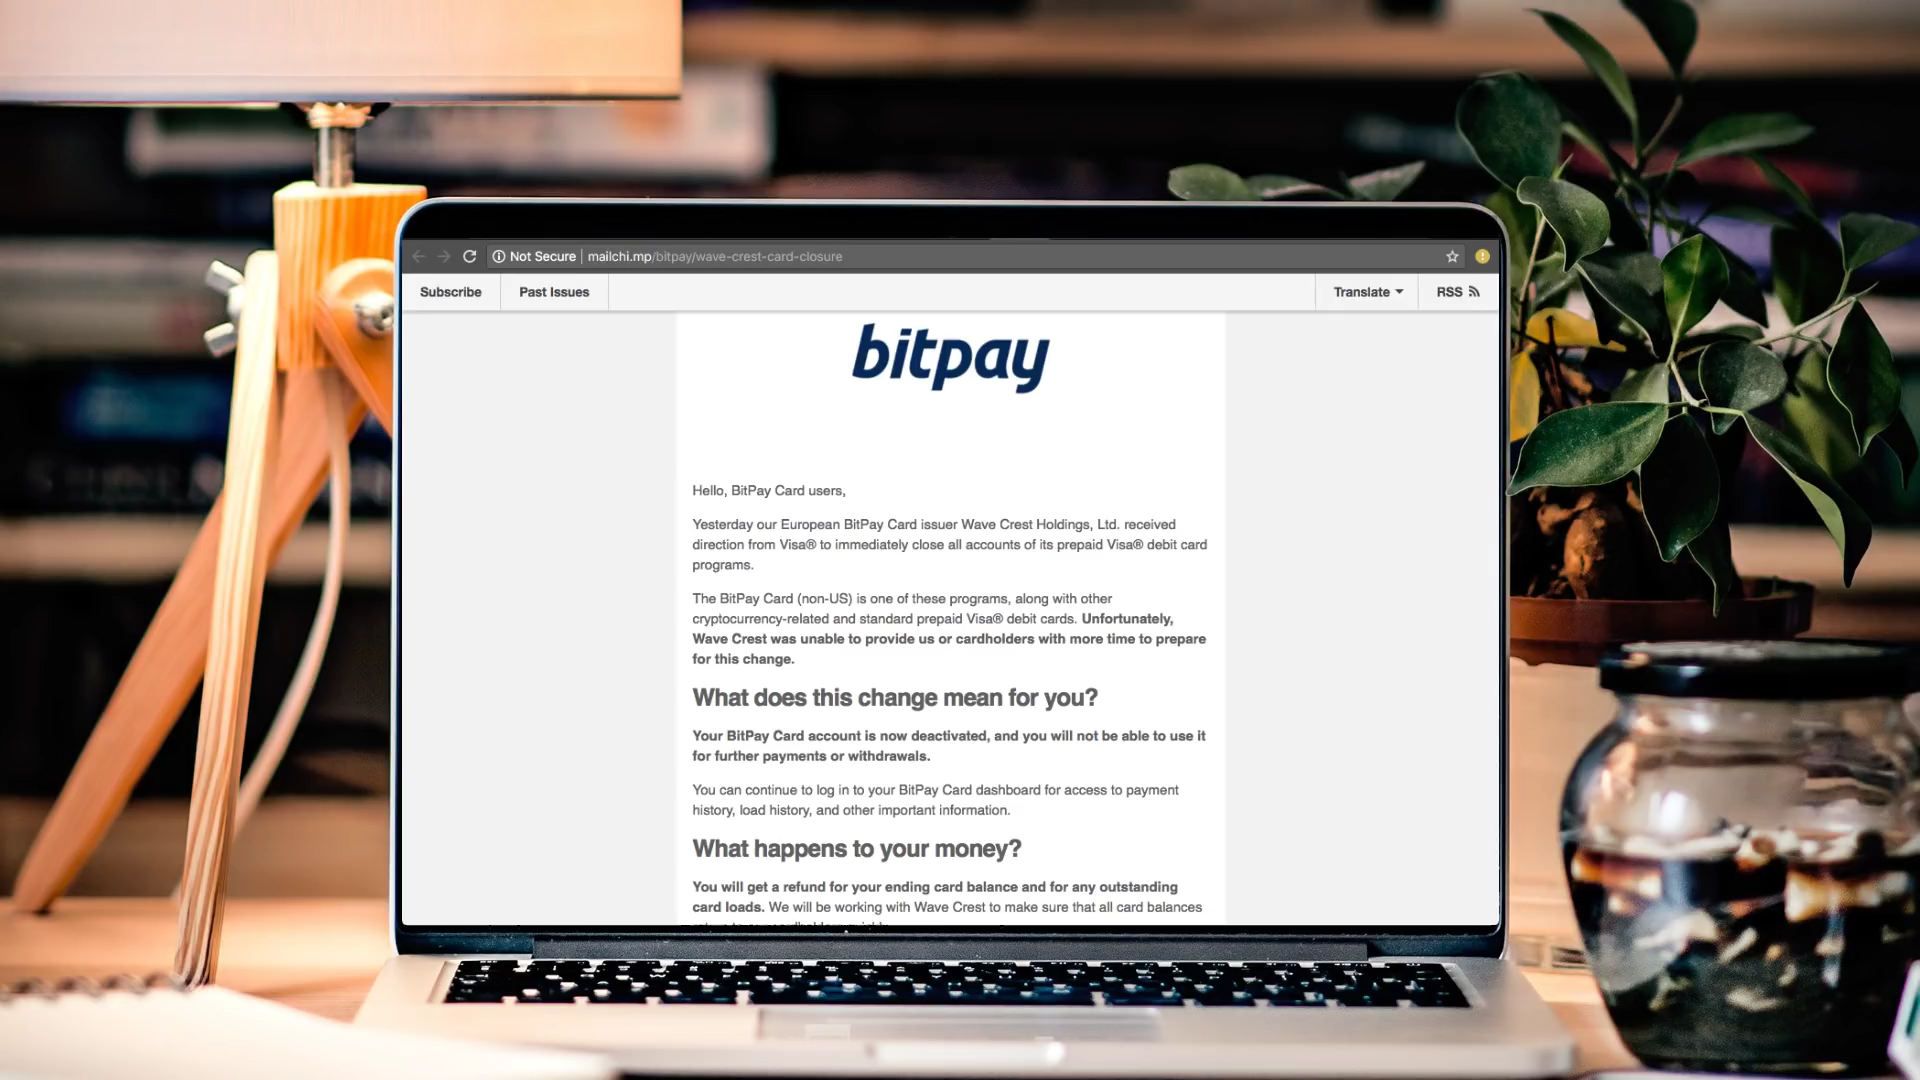 Not Secure | mailchi.mp/bitpay/wave-crest-card-closure
Subscribe Past Issues Translate RSS
bitpay
Hello, BitPay Card users,
Yesterday our European BitPay Card issuer Wave Crest Holdings, Ltd. received
direction from Visa® to immediately close all accounts of its prepaid Visa® debit card
programs.
The BitPay Card (non-US) is one of these programs, along with other
cryptocurrency-related and standard prepaid Visa® debit cards. Unfortunately,
Wave Crest was unable to provide us or cardholders with more time to prepare
for this change.
What does this change mean for you?
Your BitPay Card account is now deactivated, and you will not be able to use it
for further payments or withdrawals.
You can continue to log in to your BitPay Card dashboard for access to payment
history, load history, and other important information.
What happens to your money?
You will get a refund for your ending card balance and for any outstanding
card loads. We will be working with Wave Crest to make sure that all card balances